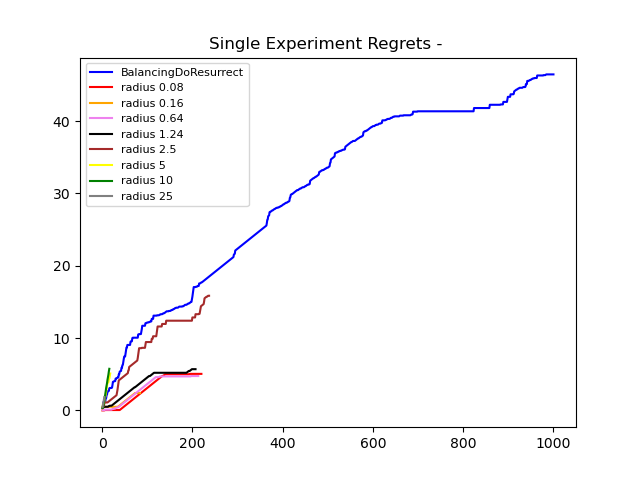 Single Experiment Regrets -
BalancingDoResurrect
radius 0.08
radius 0.16
radius 0.64
radius 1.24
radius 2.5
radius 5
radius 10
radius 25
40
30
20
10
0
0 200 400 600 800 1000